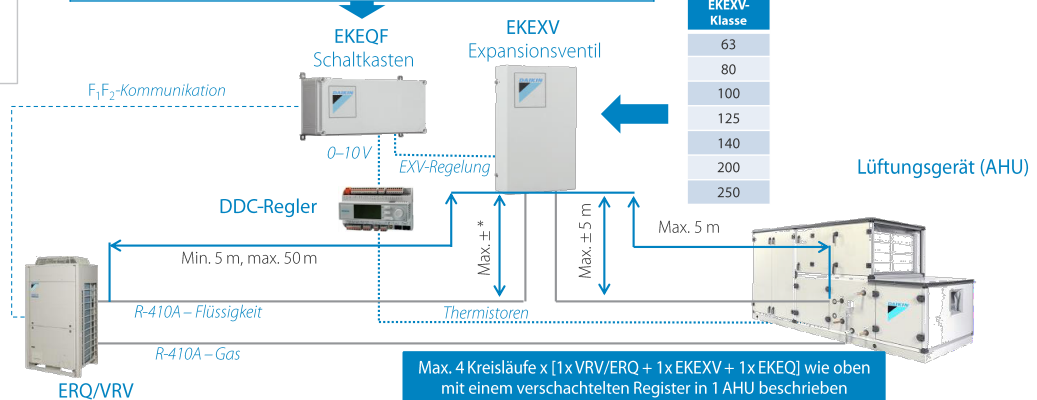 EKEXV-
Klasse
63
80
100
125
140
200
250
EKEQF
Schaltkasten
EKEXV
Expansionsventil
DAIKIN
DAIKIN
F1F2-Kommunikation
0–10 V
EXV-Regelung
DDC-Regler
Lüftungsgerät (AHU)
Min. 5 m, max. 50 m
Max. ± *
Max. ± 5 m
Max. 5 m
R-410A – Flüssigkeit
Thermistoren
R-410A – Gas
DAIKIN
ERQ/VRV
Max. 4 Kreisläufe x [1x VRV/ERQ + 1x EKEXV + 1x EKEQ] wie oben
mit einem verschachtelten Register in 1 AHU beschrieben